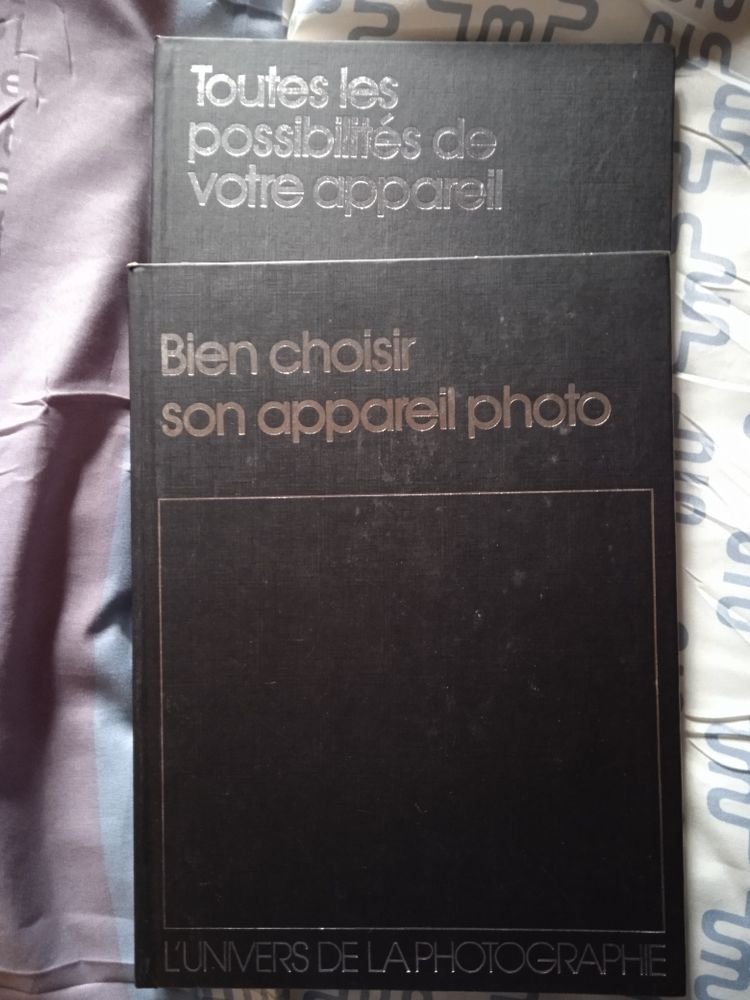 Toutes les
possibilités de
votre appareil
Bien choisir
son appareil photo
L'UNIVERS DE LA PHOTOGRAPHIE